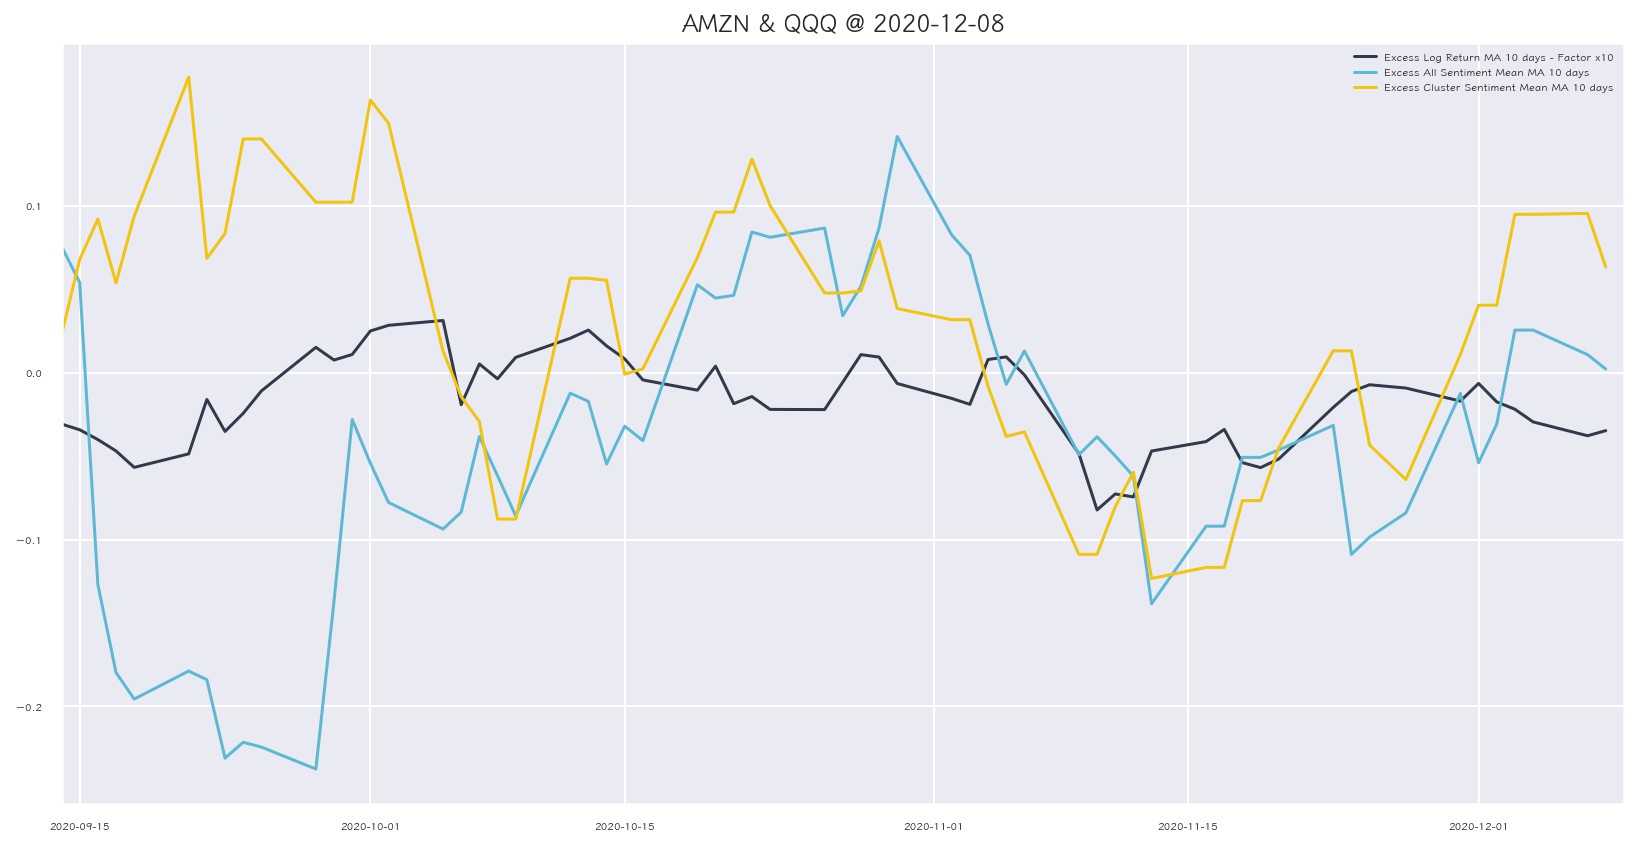 AMZN & QQQ @ 2020-12-08
Excess Log Return MA 10 days - Factor x10
Excess All Sentiment Mean MA 10 days
Excess Cluster Sentiment Mean MA 10 days
0.1
0.0
−0.1
−0.2
2020-09-15 2020-10-01 2020-10-15 2020-11-01 2020-11-15 2020-12-01